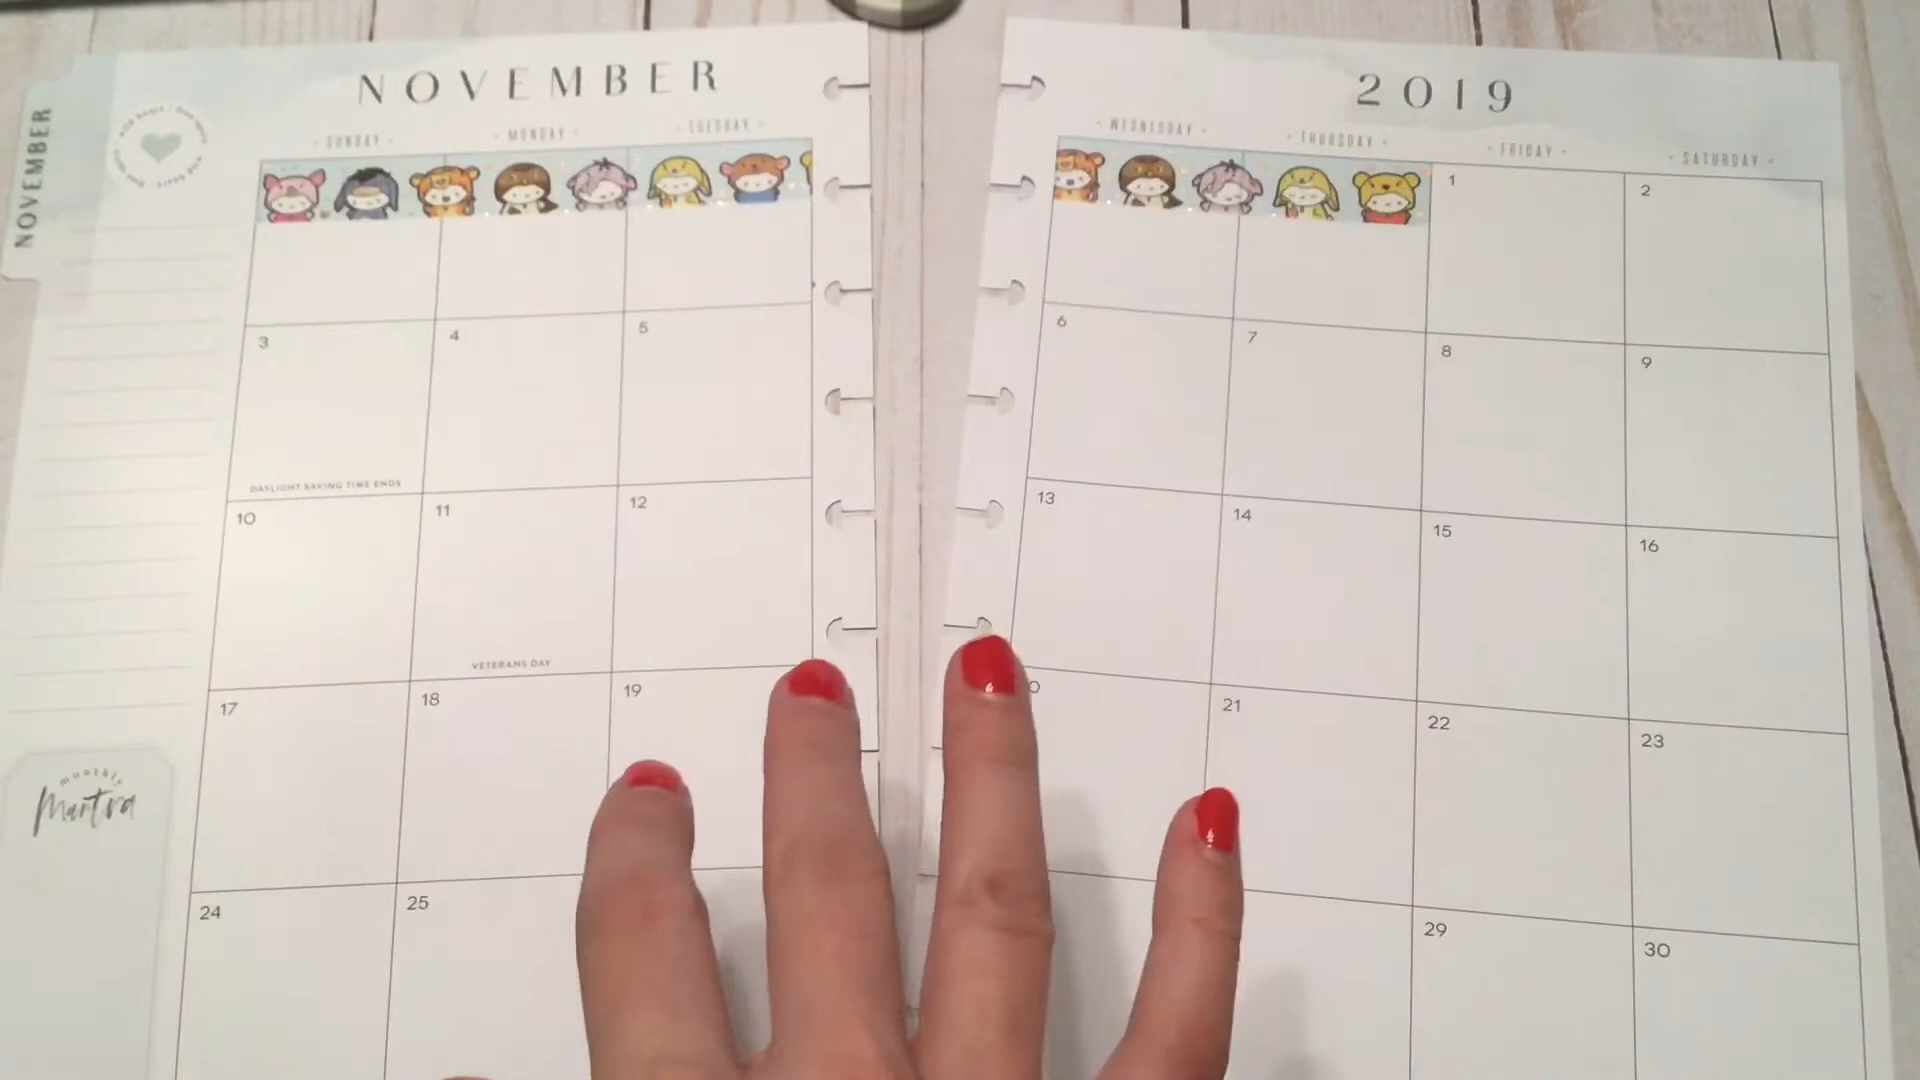 NOVEMBER
2019
NOVEMBER
- SUNDAY -
- MONDAY -
- TUESDAY -
- WEDNESDAY -
- THURSDAY -
- FRIDAY -
- SATURDAY -
1
2
3
4
5
6
7
8
9
DAYLIGHT SAVING TIME ENDS
10
11
12
13
14
15
16
VETERANS DAY
17
18
19
21
22
23
monthly
Mantra
24
25
29
30